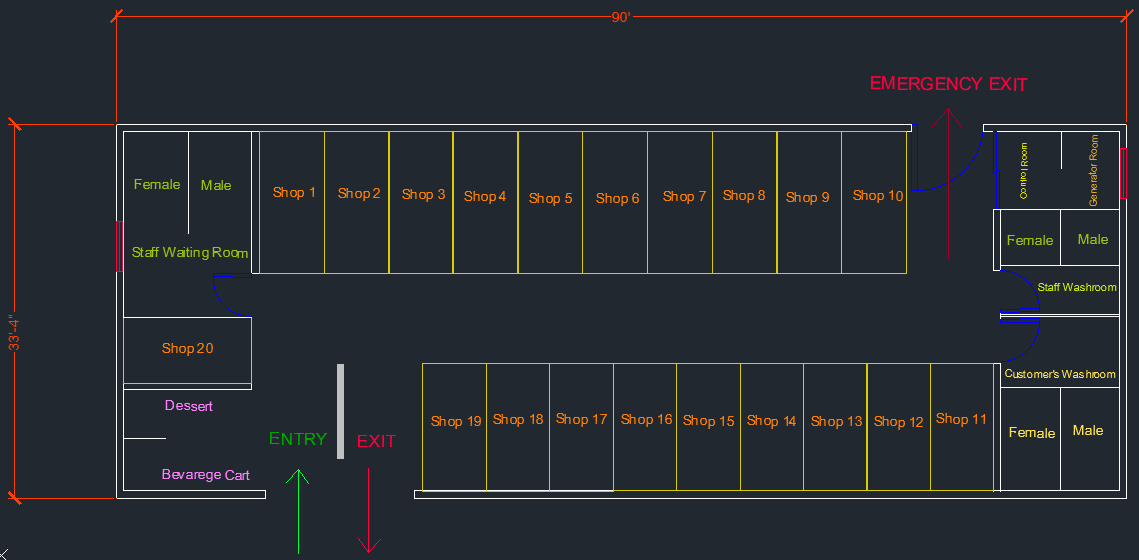 90'
EMERGENCY EXIT
33'-4"
Female
Male
Shop 1
Shop 2
Shop 3
Shop 4
Shop 5
Shop 6
Shop 7
Shop 8
Shop 9
Shop 10
Control Room
Generator Room
Staff Waiting Room
Female
Male
Staff Washroom
Shop 20
Customer's Washroom
Dessert
Bevarege Cart
ENTRY
EXIT
Shop 19
Shop 18
Shop 17
Shop 16
Shop 15
Shop 14
Shop 13
Shop 12
Shop 11
Female
Male